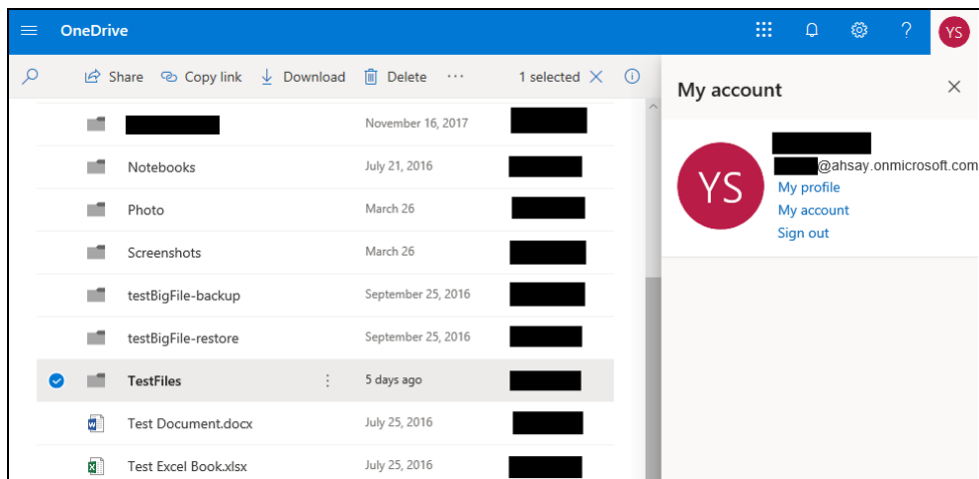 OneDrive
?
YS
Share Copy link Download Delete ··· 1 selected
My account
November 16, 2017
Notebooks July 21, 2016
Photo March 26
Screenshots March 26
testBigFile-backup September 25, 2016
testBigFile-restore September 25, 2016
TestFiles 5 days ago
Test Document.docx July 25, 2016
Test Excel Book.xlsx July 25, 2016
YS
@ahsay.onmicrosoft.com
My profile
My account
Sign out